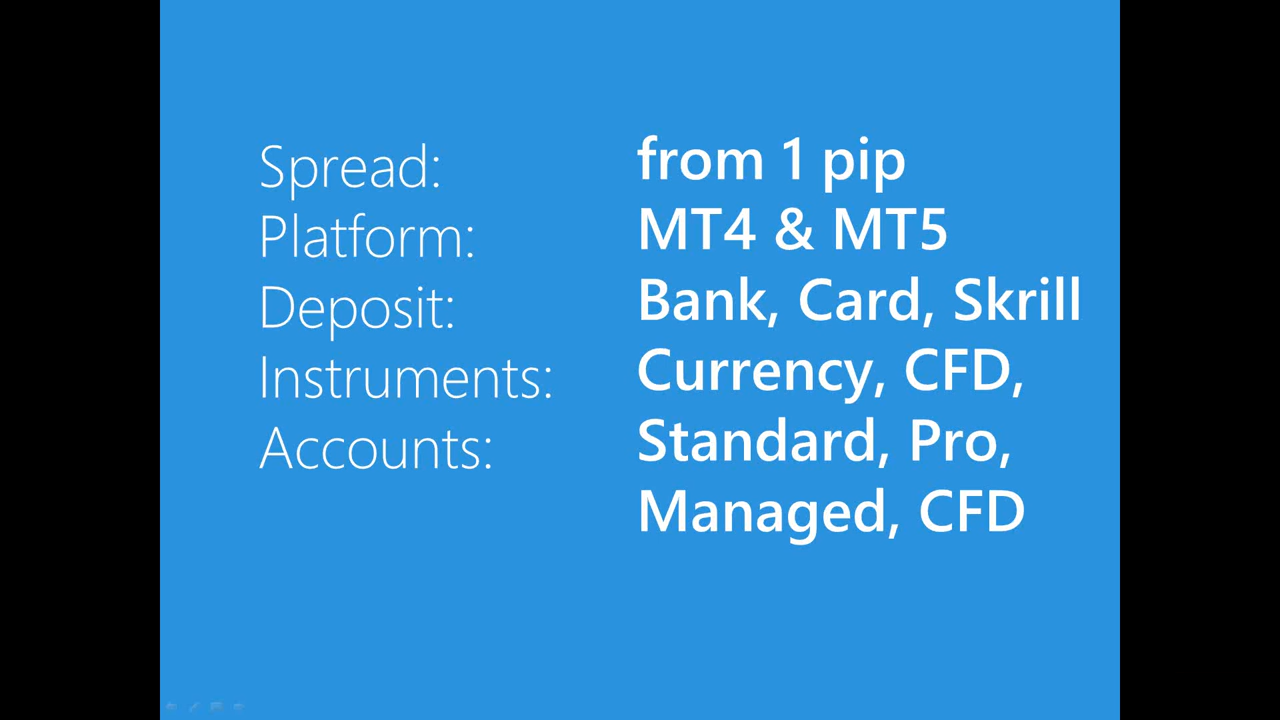 Spread: from 1 pip
Platform: MT4 & MT5
Deposit: Bank, Card, Skrill
Instruments: Currency, CFD,
Accounts: Standard, Pro,
Managed, CFD